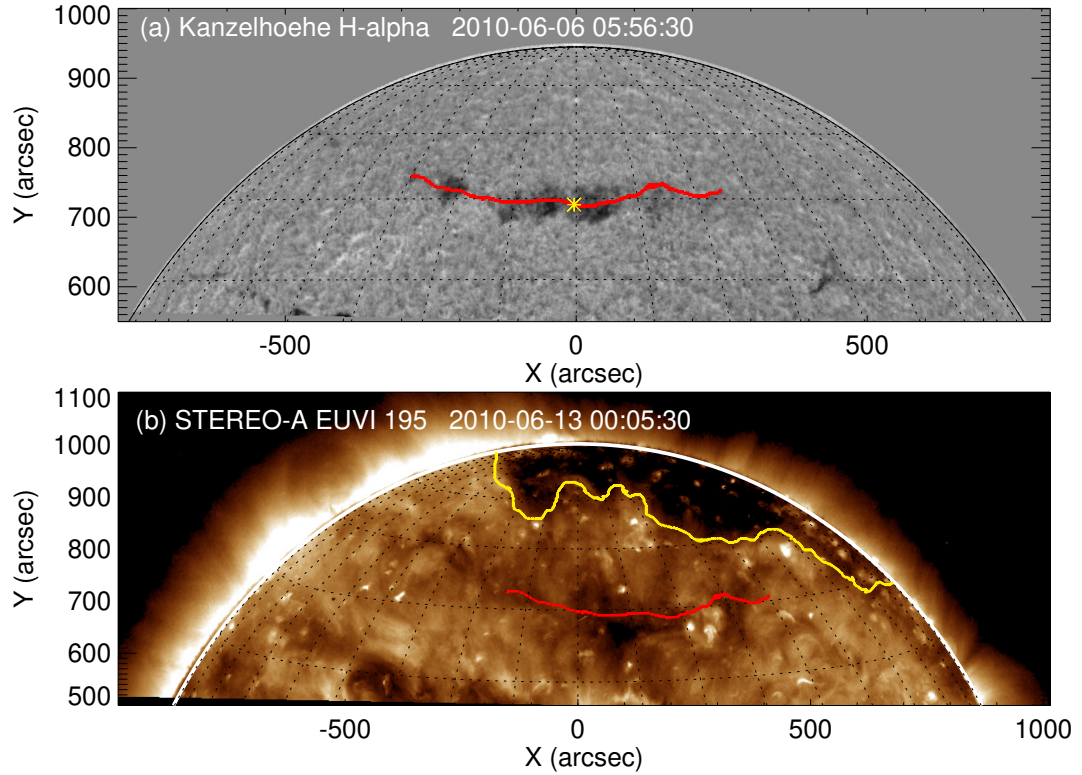 (a) Kanzelhoehe H-alpha 2010-06-06 05:56:30
1000
900
800
700
600
Y (arcsec)
-500 0 500
X (arcsec)
(b) STEREO-A EUVI 195 2010-06-13 00:05:30
1100
1000
900
800
700
600
500
Y (arcsec)
-500 0 500 1000
X (arcsec)